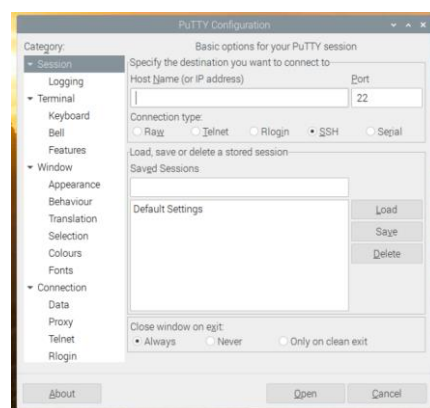 PuTTY Configuration
Category:
Session
Logging
Terminal
Keyboard
Bell
Features
Window
Appearance
Behaviour
Translation
Selection
Colours
Fonts
Connection
Data
Proxy
Telnet
Rlogin
Basic options for your PuTTY session
Specify the destination you want to connect to
Host Name (or IP address) Port
22
Connection type:
Raw Telnet Rlogin SSH Serial
Load, save or delete a stored session
Saved Sessions
Default Settings
Load
Save
Delete
Close window on exit:
Always Never Only on clean exit
About Open Cancel